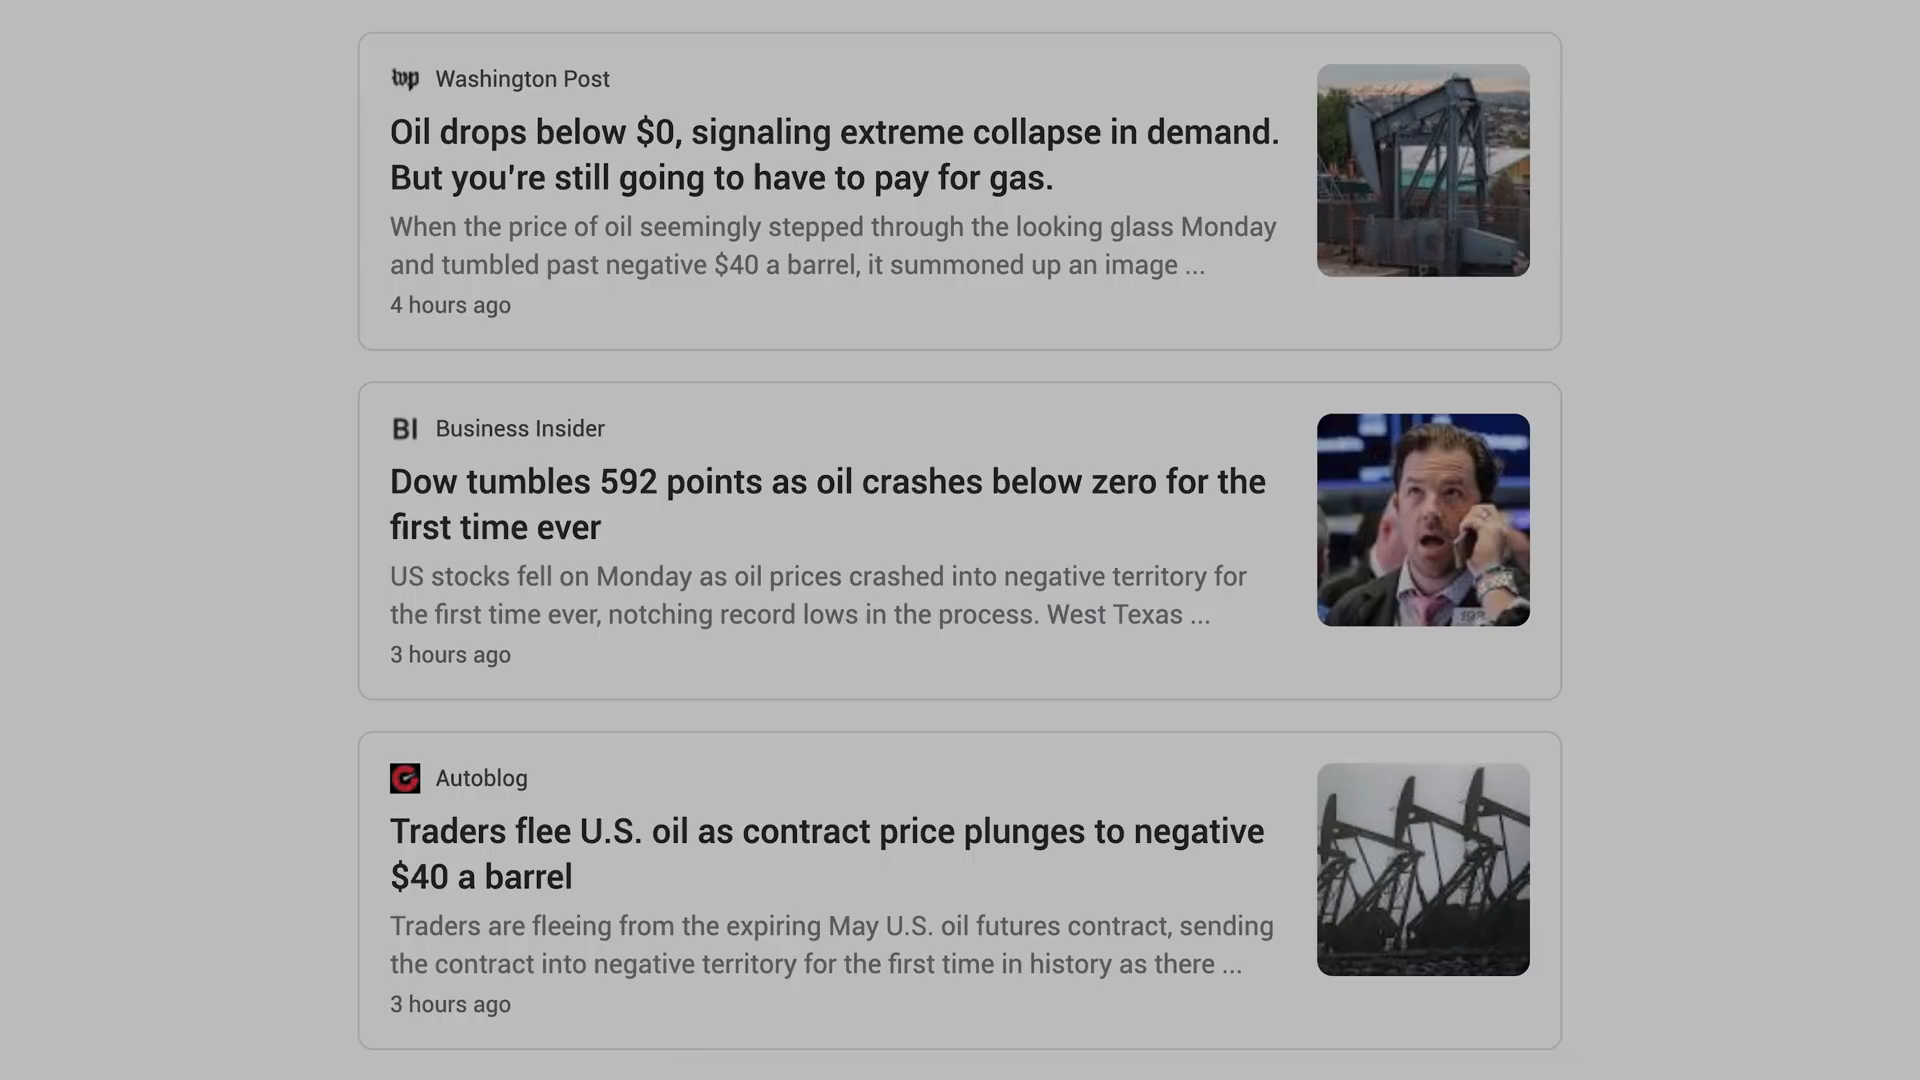 wp Washington Post
Oil drops below $0, signaling extreme collapse in demand.
But you're still going to have to pay for gas.
When the price of oil seemingly stepped through the looking glass Monday
and tumbled past negative $40 a barrel, it summoned up an image ...
4 hours ago
BI Business Insider
Dow tumbles 592 points as oil crashes below zero for the
first time ever
US stocks fell on Monday as oil prices crashed into negative territory for
the first time ever, notching record lows in the process. West Texas ...
3 hours ago
Autoblog
Traders flee U.S. oil as contract price plunges to negative
$40 a barrel
Traders are fleeing from the expiring May U.S. oil futures contract, sending
the contract into negative territory for the first time in history as there ...
3 hours ago